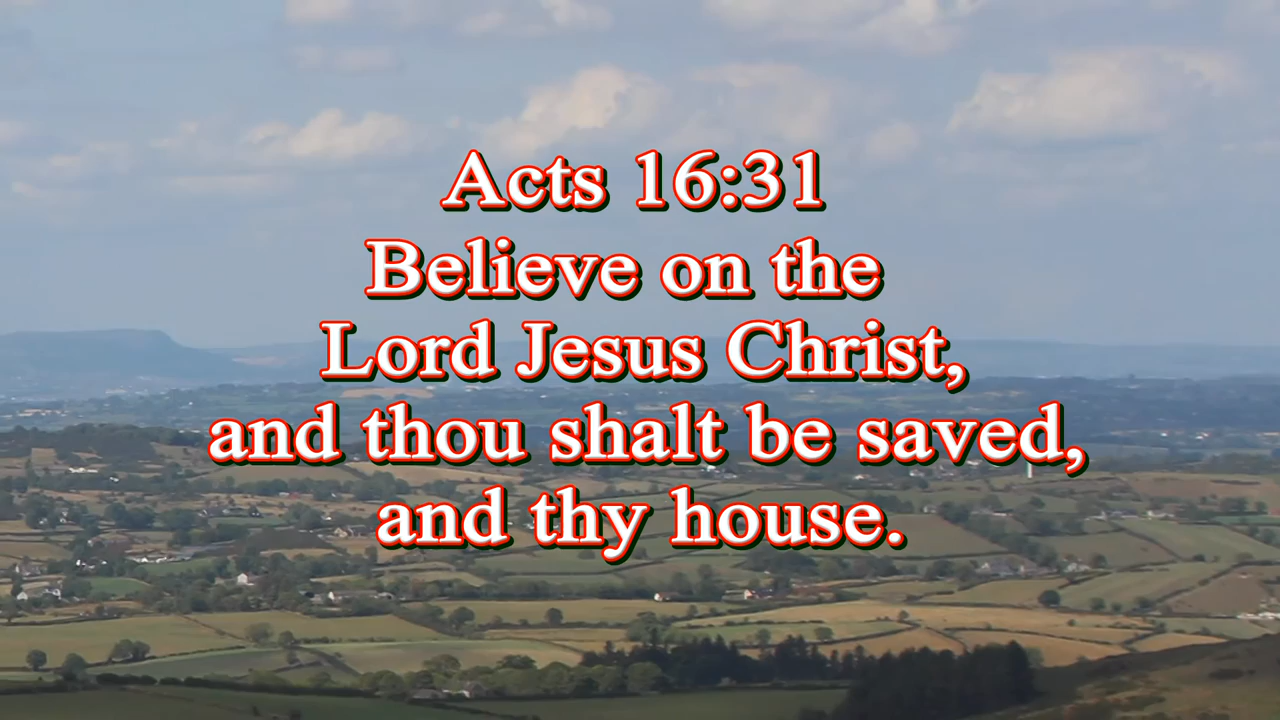 Acts 16:31
Believe on the
Lord Jesus Christ,
and thou shalt be saved,
and thy house.